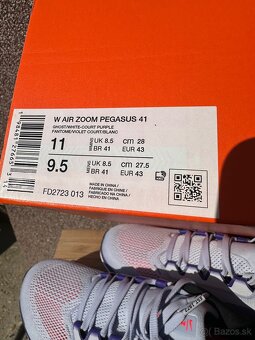 W AIR ZOOM PEGASUS 41
GHOST/WHITE-COURT PURPLE
FANTOME/VIOLET COURT/BLANC
11 UK 8.5 cm 28
BR 41 EUR 43
9.5 UK 8.5 cm 27.5
BR 41 EUR 43
MADE IN CHINA /
FABRIQUÉ EN CHINE /
HECHO EN CHINA
FD2723 013
Bazos.sk